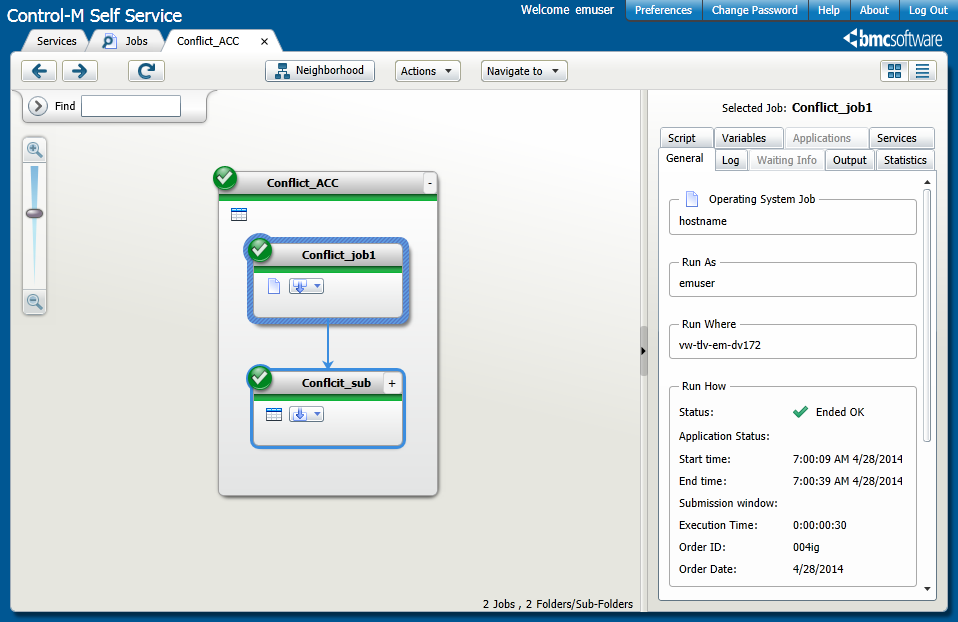 Control-M Self Service
Welcome emuser
Preferences
Change Password
Help
About
Log Out
Services
Jobs
Conflict_ACC
×
bmcsoftware
Neighborhood
Actions
Navigate to
Find
Conflict_ACC
-
Conflict_job1
Conflcit_sub
+
2 Jobs , 2 Folders/Sub-Folders
Selected Job: Conflict_job1
Script
Variables
Applications
Services
General
Log
Waiting Info
Output
Statistics
Operating System Job
hostname
Run As
emuser
Run Where
vw-tlv-em-dv172
Run How
Status: Ended OK
Application Status:
Start time: 7:00:09 AM 4/28/2014
End time: 7:00:39 AM 4/28/2014
Submission window:
Execution Time: 0:00:00:30
Order ID: 004ig
Order Date: 4/28/2014